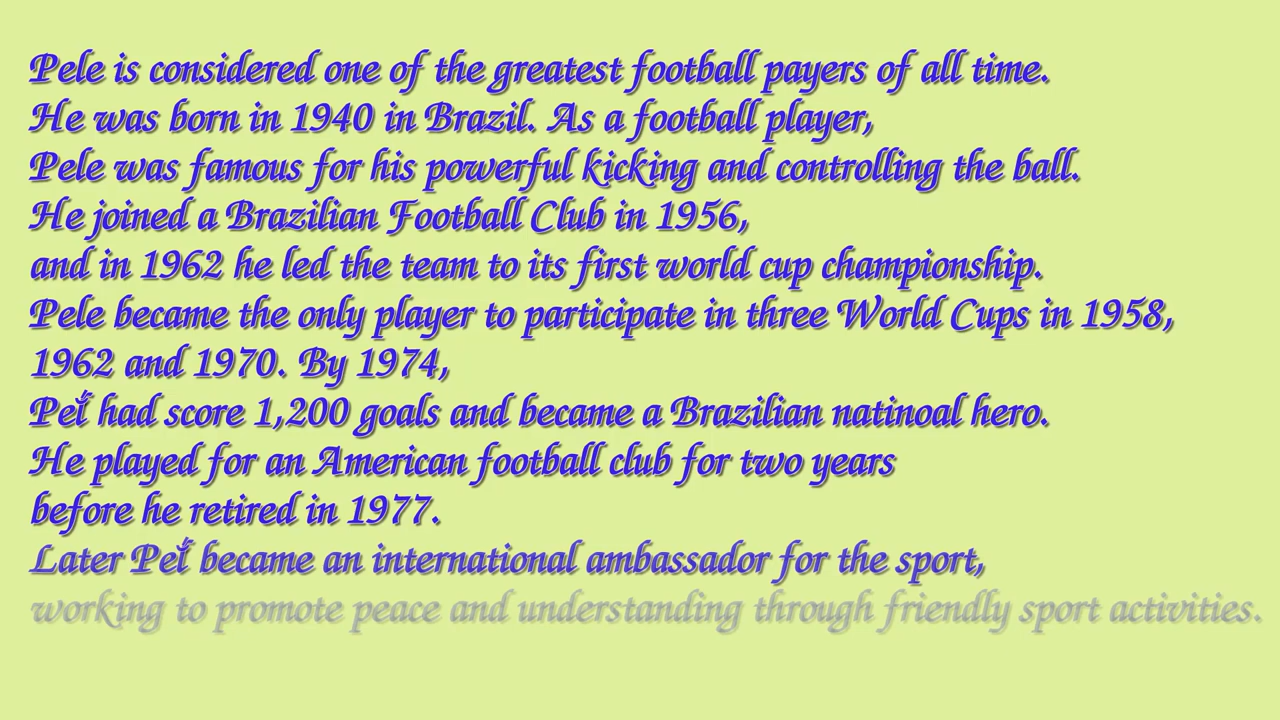 Pele is considered one of the greatest football payers of all time.
He was born in 1940 in Brazil. As a football player,
Pele was famous for his powerful kicking and controlling the ball.
He joined a Brazilian Football Club in 1956,
and in 1962 he led the team to its first world cup championship.
Pele became the only player to participate in three World Cups in 1958,
1962 and 1970. By 1974,
had score 1,200 goals and became a Brazilian natinoal hero.
He played for an American football club for two years
before he retired in 1977.
Later became an international ambassador for the sport,
working to promote peace and understanding through friendly sport activities.